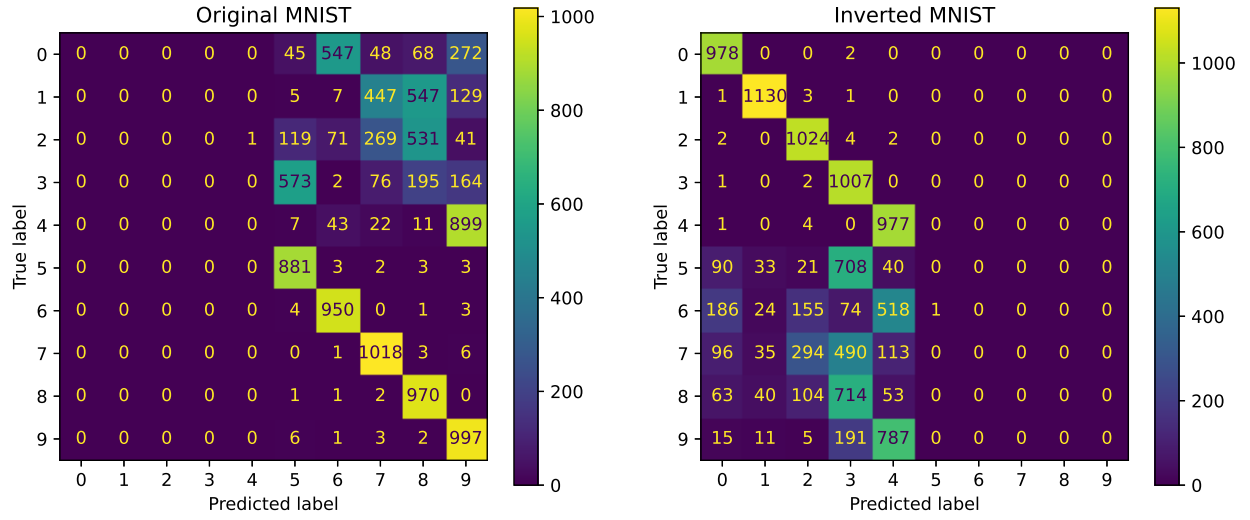 Original MNIST
0 0 0 0 0 0 45 547 48 68 272
1 0 0 0 0 0 5 7 447 547 129
2 0 0 0 0 1 119 71 269 531 41
3 0 0 0 0 0 573 2 76 195 164
4 0 0 0 0 0 7 43 22 11 899
5 0 0 0 0 0 881 3 2 3 3
6 0 0 0 0 0 4 950 0 1 3
7 0 0 0 0 0 0 1 1018 3 6
8 0 0 0 0 0 1 1 2 970 0
9 0 0 0 0 0 6 1 3 2 997
0 1 2 3 4 5 6 7 8 9
Predicted label
True label
1000
800
600
400
200
0
Inverted MNIST
0 978 0 0 2 0 0 0 0 0 0
1 1 1130 3 1 0 0 0 0 0 0
2 2 0 1024 4 2 0 0 0 0 0
3 1 0 2 1007 0 0 0 0 0 0
4 1 0 4 0 977 0 0 0 0 0
5 90 33 21 708 40 0 0 0 0 0
6 186 24 155 74 518 1 0 0 0 0
7 96 35 294 490 113 0 0 0 0 0
8 63 40 104 714 53 0 0 0 0 0
9 15 11 5 191 787 0 0 0 0 0
0 1 2 3 4 5 6 7 8 9
Predicted label
True label
1000
800
600
400
200
0